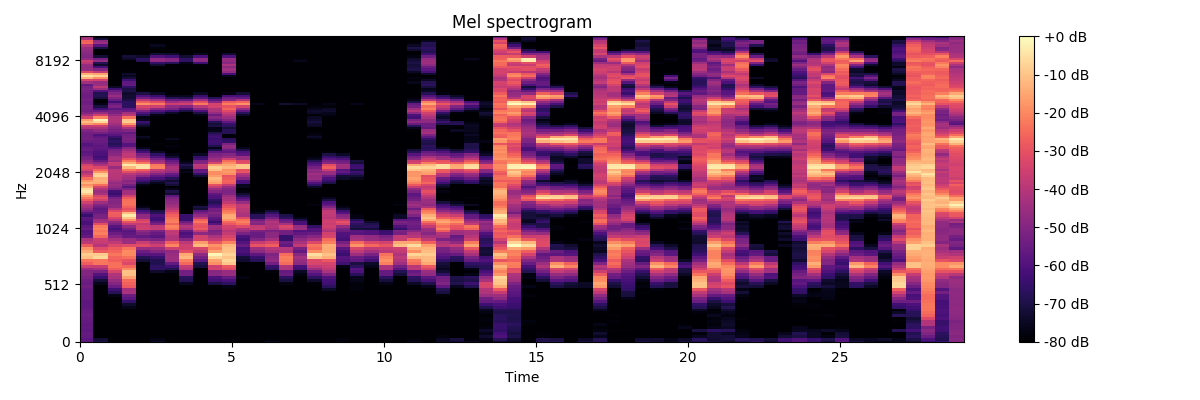 Mel spectrogram
8192
4096
2048
1024
512
0
Hz
0 5 10 15 20 25
Time
+0 dB
-10 dB
-20 dB
-30 dB
-40 dB
-50 dB
-60 dB
-70 dB
-80 dB